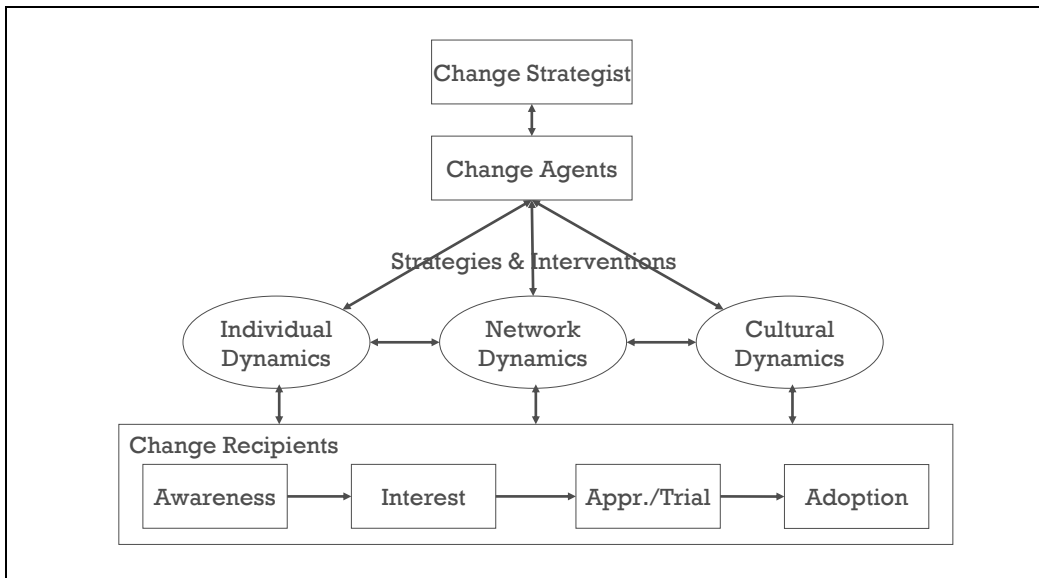 Change Strategist
Change Agents
Strategies & Interventions
Individual
Dynamics
Network
Dynamics
Cultural
Dynamics
Change Recipients
Awareness
Interest
Appr./Trial
Adoption